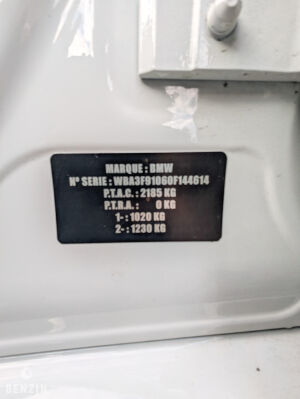 MARQUE : BMW
N° SERIE : WBA3F91060F144614
P.T.A.C. : 2185 KG
P.T.R.A. : 0 KG
1- : 1020 KG
2- : 1230 KG
BENZIN